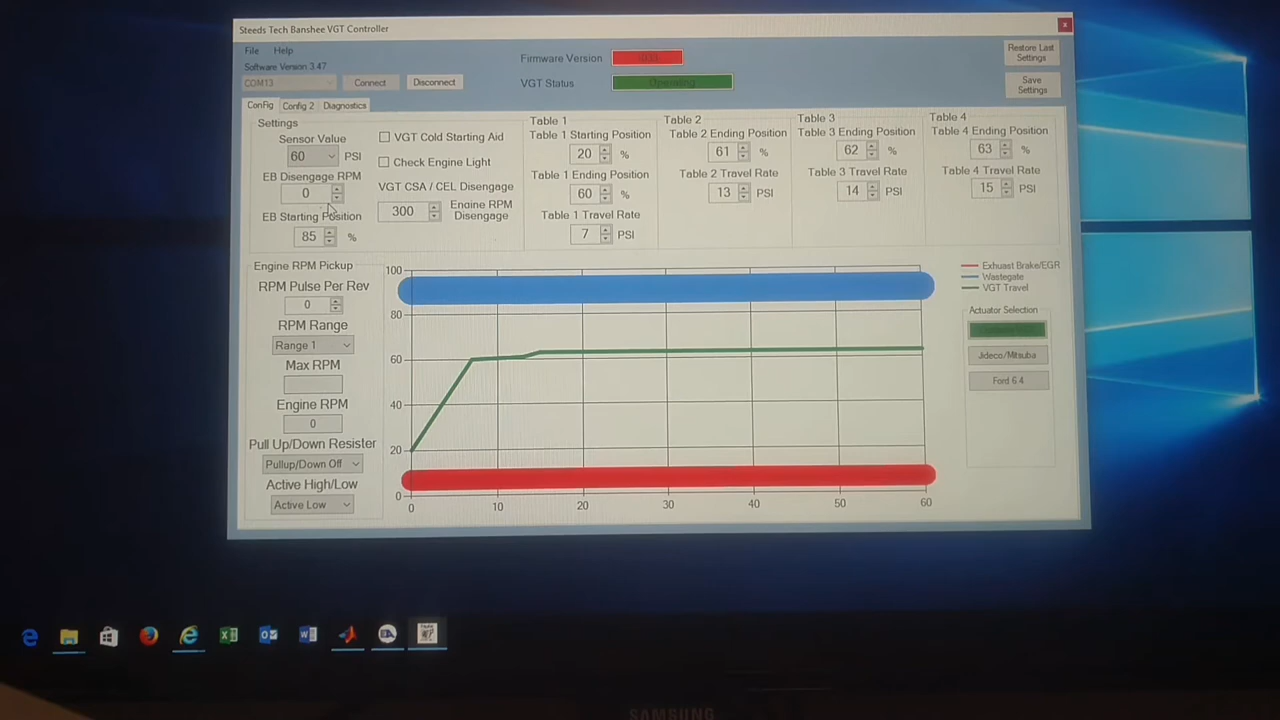 Steeds Tech Banshee VGT Controller
x
File Help
Software Version 3.47
COM13
Connect
Disconnect
Firmware Version
VGT Status
Operating
Restore Last
Settings
Save
Settings
Config
Config 2
Diagnostics
Settings
Sensor Value
60
PSI
EB Disengage RPM
0
EB Starting Position
85
%
VGT Cold Starting Aid
Check Engine Light
VGT CSA / CEL Disengage
300
Engine RPM
Disengage
Table 1
Table 1 Starting Position
20
%
Table 1 Ending Position
60
%
Table 1 Travel Rate
7
PSI
Table 2
Table 2 Ending Position
61
%
Table 2 Travel Rate
13
PSI
Table 3
Table 3 Ending Position
62
%
Table 3 Travel Rate
14
PSI
Table 4
Table 4 Ending Position
63
%
Table 4 Travel Rate
15
PSI
Engine RPM Pickup
RPM Pulse Per Rev
0
RPM Range
Range 1
Max RPM
Engine RPM
0
Pull Up/Down Resister
Pullup/Down Off
Active High/Low
Active Low
100
80
60
40
20
0
0 10 20 30 40 50 60
Exhuast Brake/EGR
Wastegate
VGT Travel
Actuator Selection
Jideco/Mitsuba
Ford 6.4
SAMSUNG